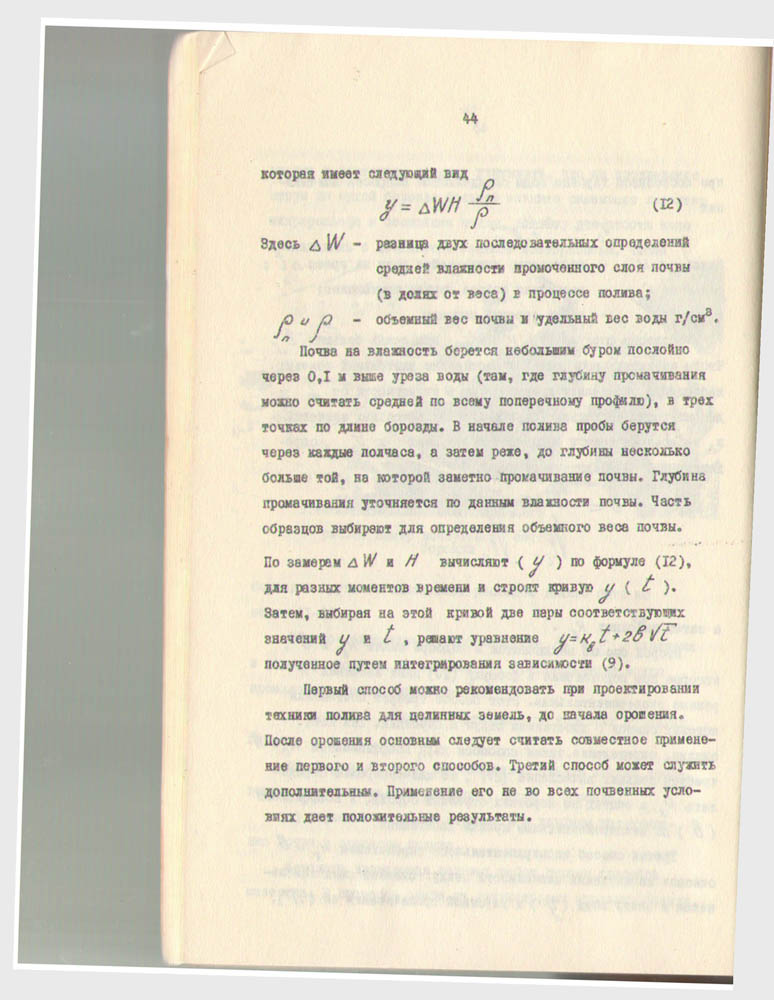 44
которая имеет следующий вид
y = ΔWH ρп/ρ (I2)
Здесь ΔW - разница двух последовательных определений
средней влажности промоченного слоя почвы
(в долях от веса) в процессе полива;
ρп и ρ - объемный вес почвы и удельный вес воды г/см³.
Почва на влажность берется небольшим буром послойно
через 0,I м выше уреза воды (там, где глубину промачивания
можно считать средней по всему поперечному профилю), в трех
точках по длине борозды. В начале полива пробы берутся
через каждые полчаса, а затем реже, до глубины несколько
больше той, на которой заметно промачивание почвы. Глубина
промачивания уточняется по данным влажности почвы. Часть
образцов выбирают для определения объемного веса почвы.
По замерам ΔW и H вычисляют ( y ) по формуле (I2),
для разных моментов времени и строят кривую y ( t ).
Затем, выбирая на этой кривой две пары соответствующих
значений y и t , решают уравнение y=Kвt+2в√t
полученное путем интегрирования зависимости (9).
Первый способ можно рекомендовать при проектировании
техники полива для целинных земель, до начала орошения.
После орошения основным следует считать совместное примене-
ние первого и второго способов. Третий способ может служить
дополнительным. Применение его не во всех почвенных усло-
виях дает положительные результаты.